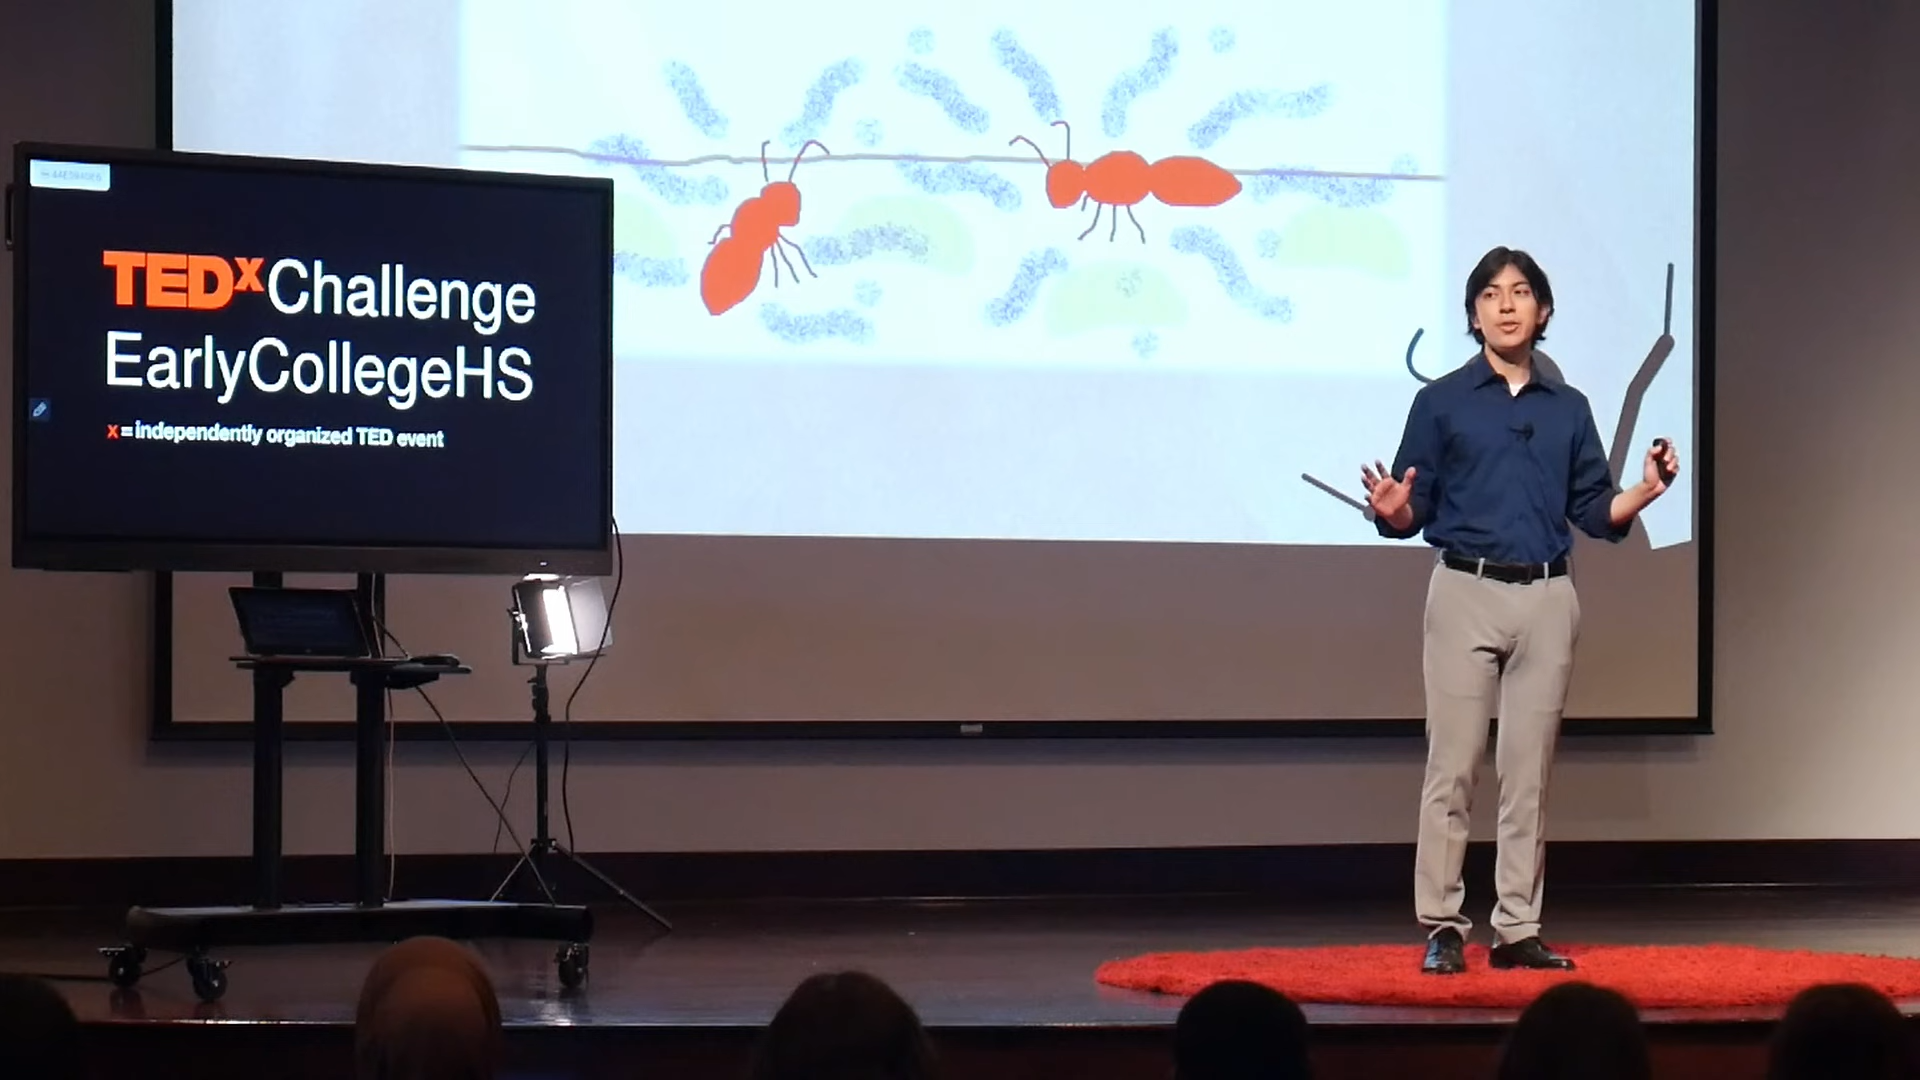 TEDxChallenge
EarlyCollegeHS
x = independently organized TED event